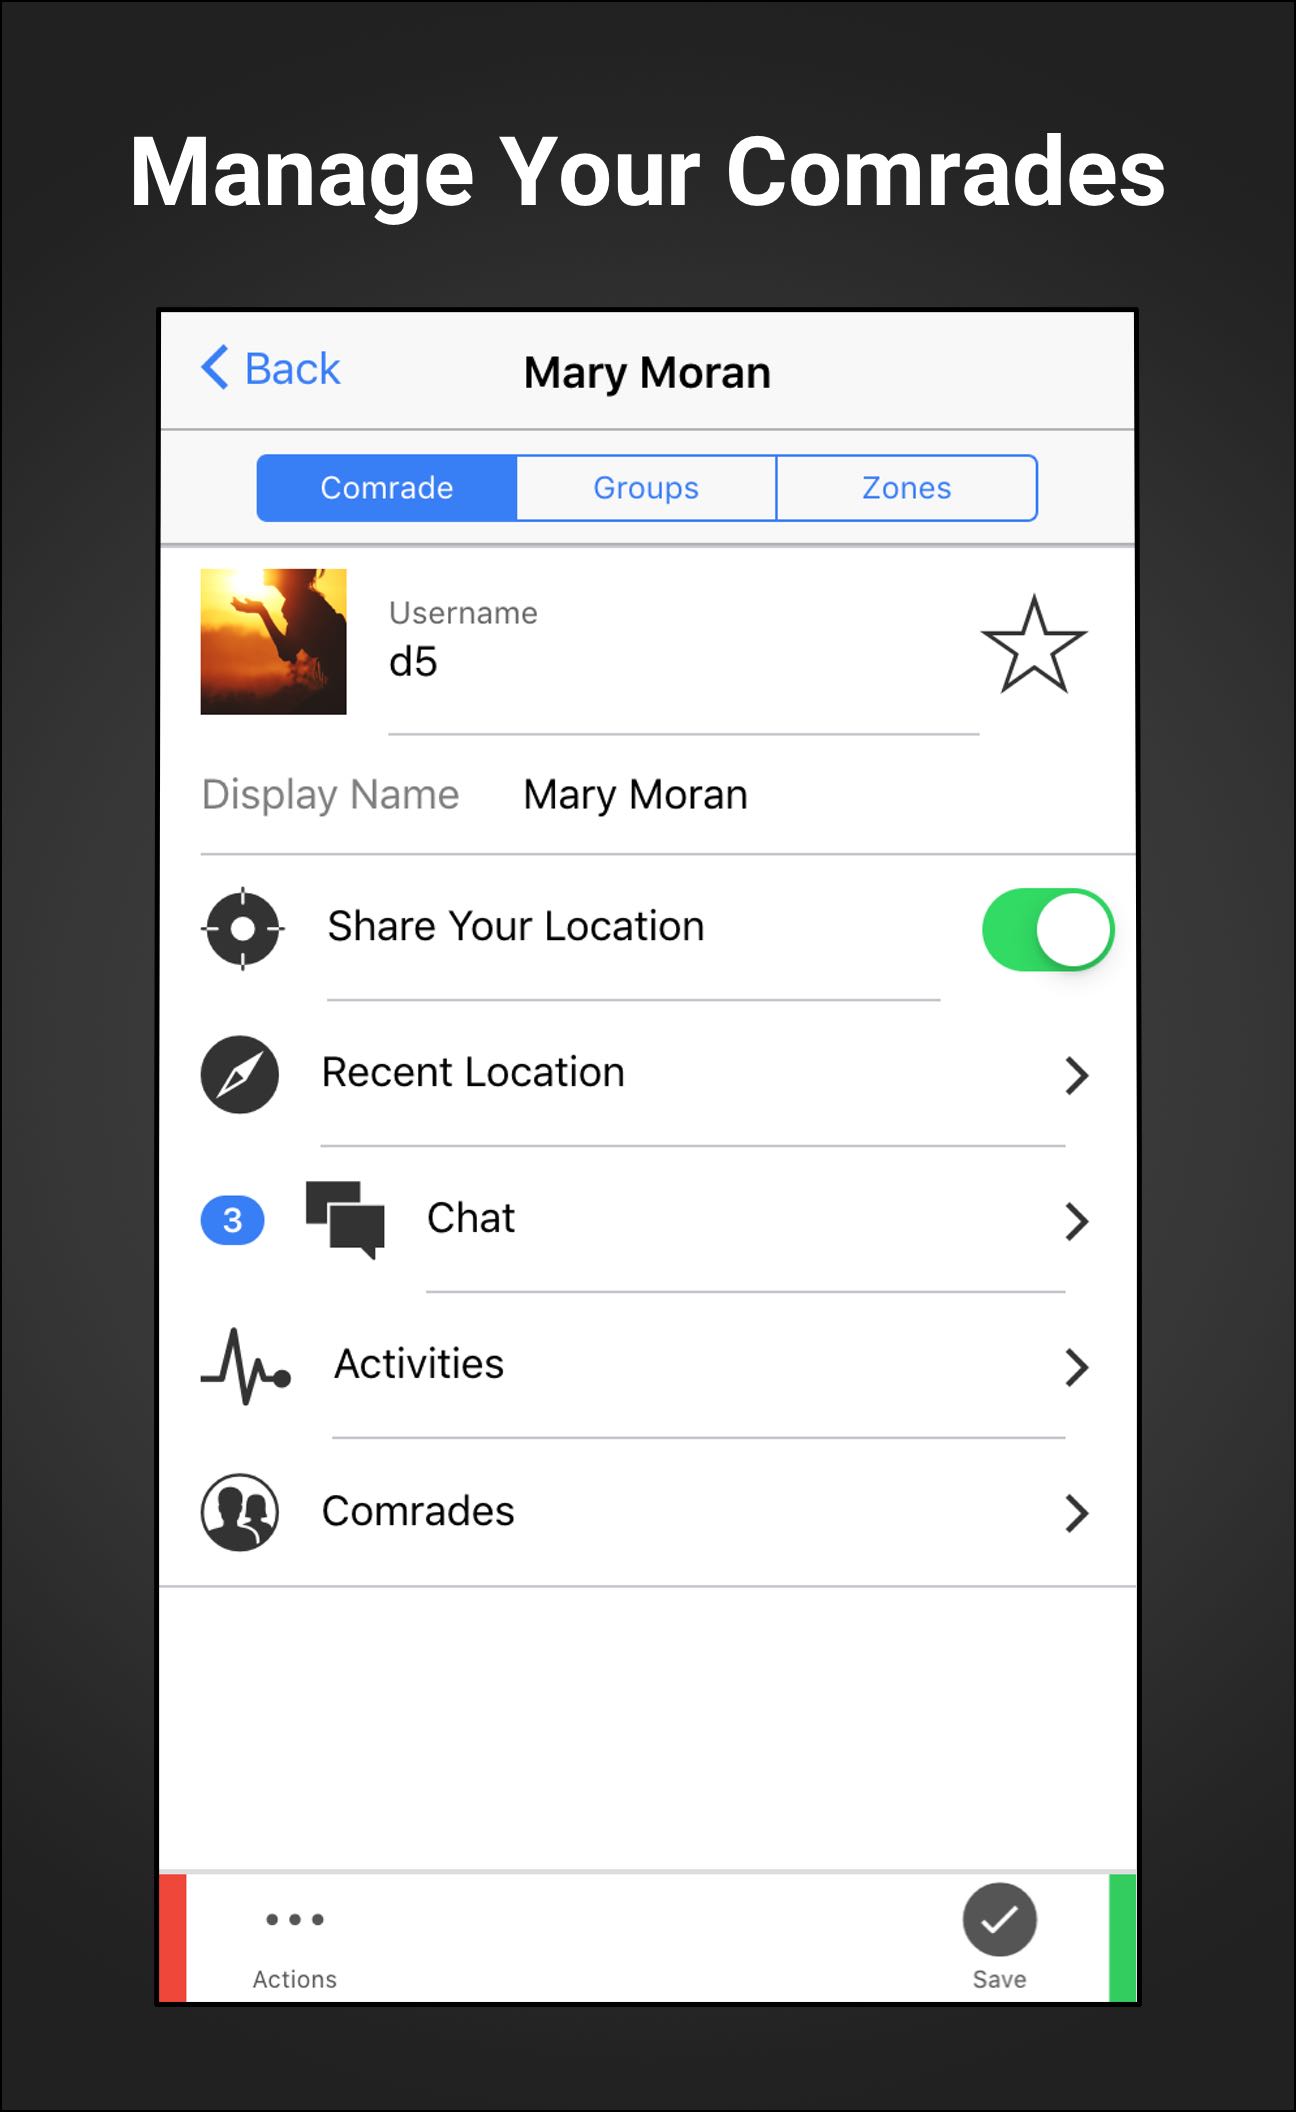 Manage Your Comrades
Back
Mary Moran
Comrade
Groups
Zones
Username
d5
Display Name
Mary Moran
Share Your Location
Recent Location
3
Chat
Activities
Comrades
Actions
Save